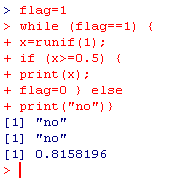 > flag=1
> while (flag==1) {
+ x=runif(1);
+ if (x>=0.5) {
+ print(x);
+ flag=0 } else
+ print("no")}
[1] "no"
[1] "no"
[1] 0.8158196
>